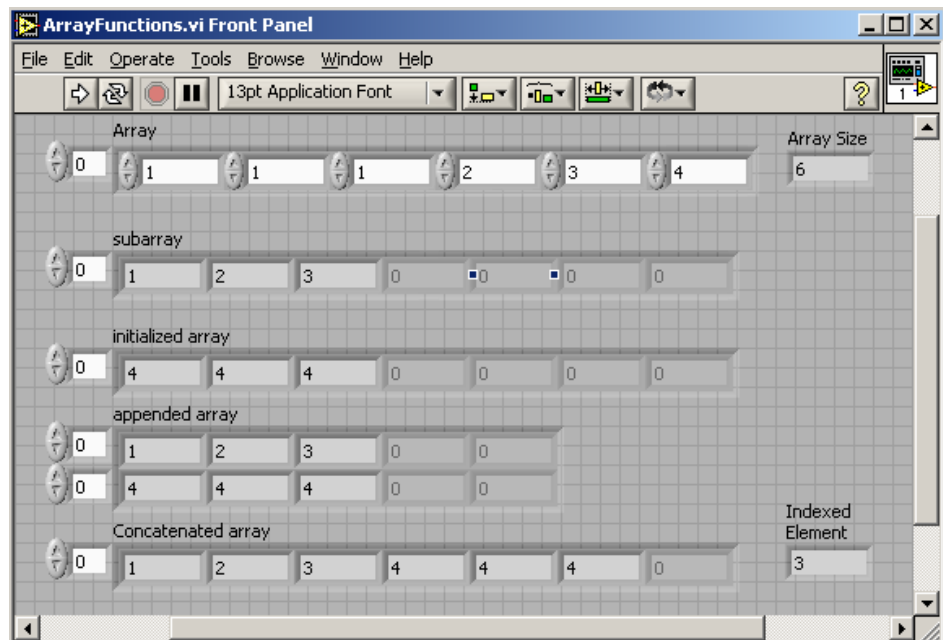 ArrayFunctions.vi Front Panel
File Edit Operate Tools Browse Window Help
13pt Application Font
1
Array
Array Size
0 1 1 1 2 3 4
6
subarray
0 1 2 3 0 0 0 0
initialized array
0 4 4 4 0 0 0 0
appended array
0 1 2 3 0 0
0 4 4 4 0 0
Concatenated array
Indexed
Element
0 1 2 3 4 4 4 0
3